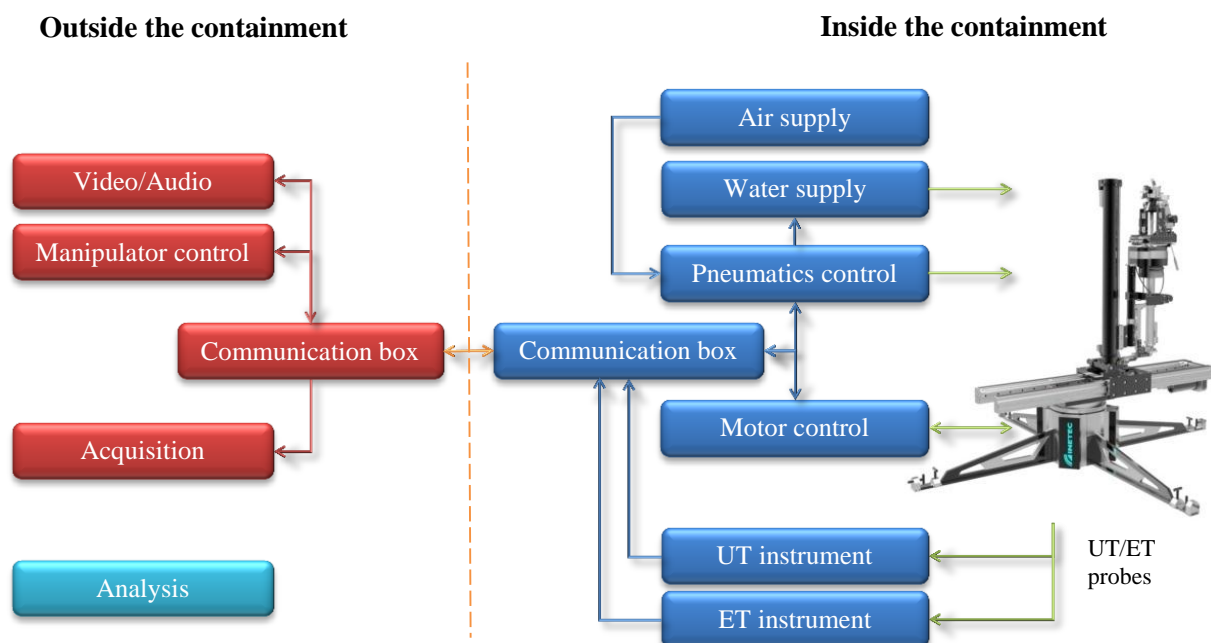 Outside the containment
Inside the containment
Air supply
Video/Audio
Water supply
Manipulator control
Pneumatics control
Communication box
Communication box
Acquisition
Motor control
INETEC
UT instrument
UT/ET
probes
Analysis
ET instrument